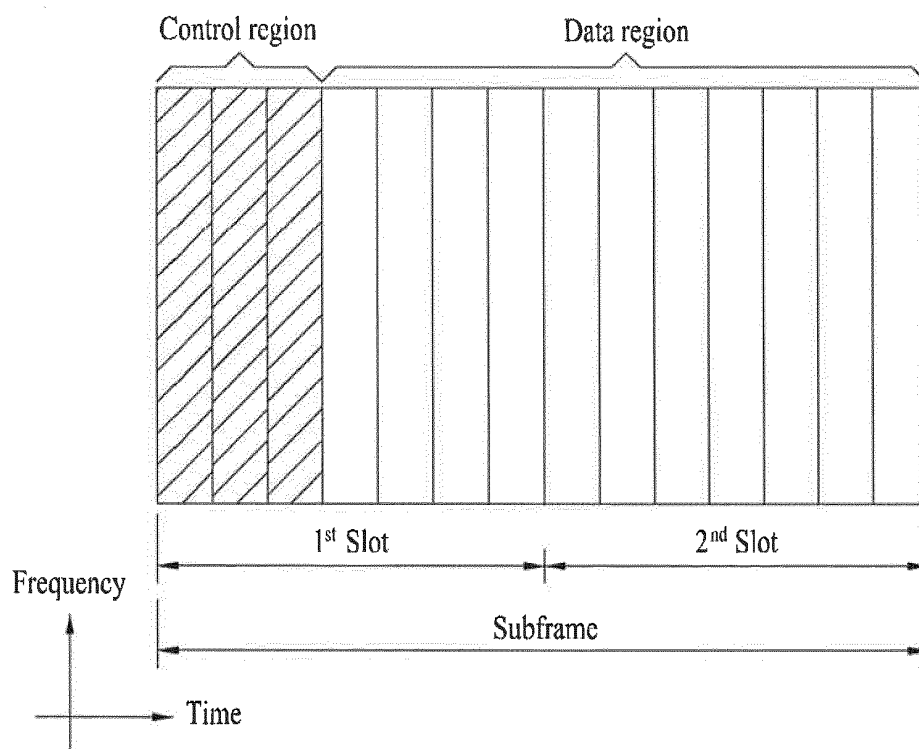 Control region
Data region
1st Slot
2nd Slot
Frequency
Subframe
Time